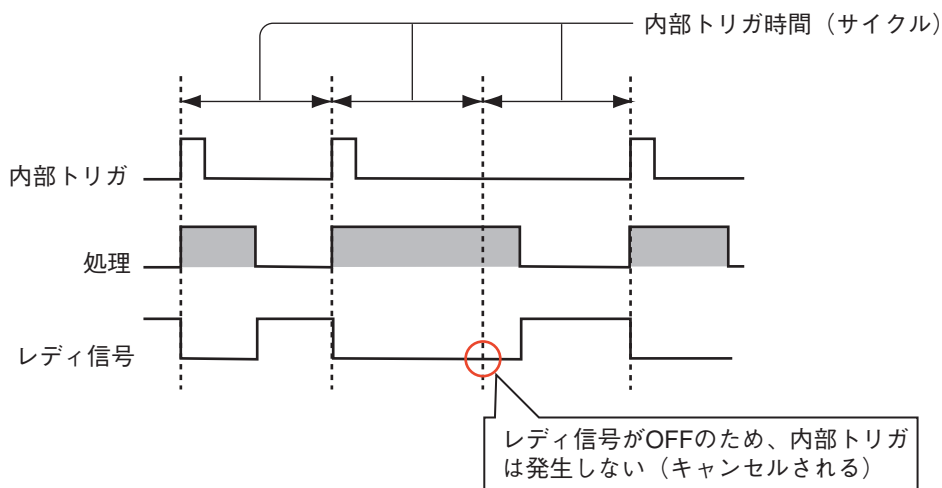 内部トリガ時間（サイクル）
内部トリガ
処理
レディ信号
レディ信号がOFFのため、内部トリガ
は発生しない（キャンセルされる）